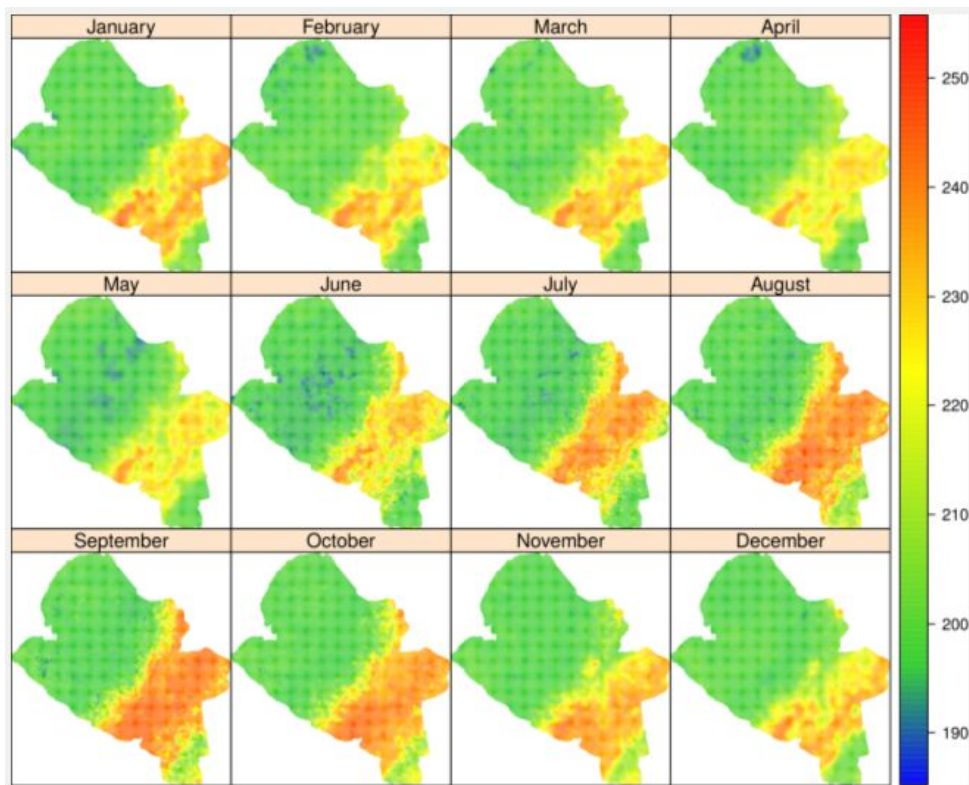 January February March April
250
240
May June July August
230
220
210
September October November December
200
190